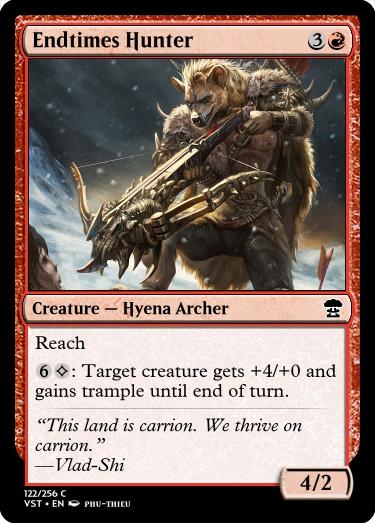 Endtimes Hunter 3
Creature — Hyena Archer
Reach
6 : Target creature gets +4/+0 and
gains trample until end of turn.
“This land is carrion. We thrive on
carrion.”
—Vlad-Shi
4/2
122/256 C
VST • EN PHU-THIEU